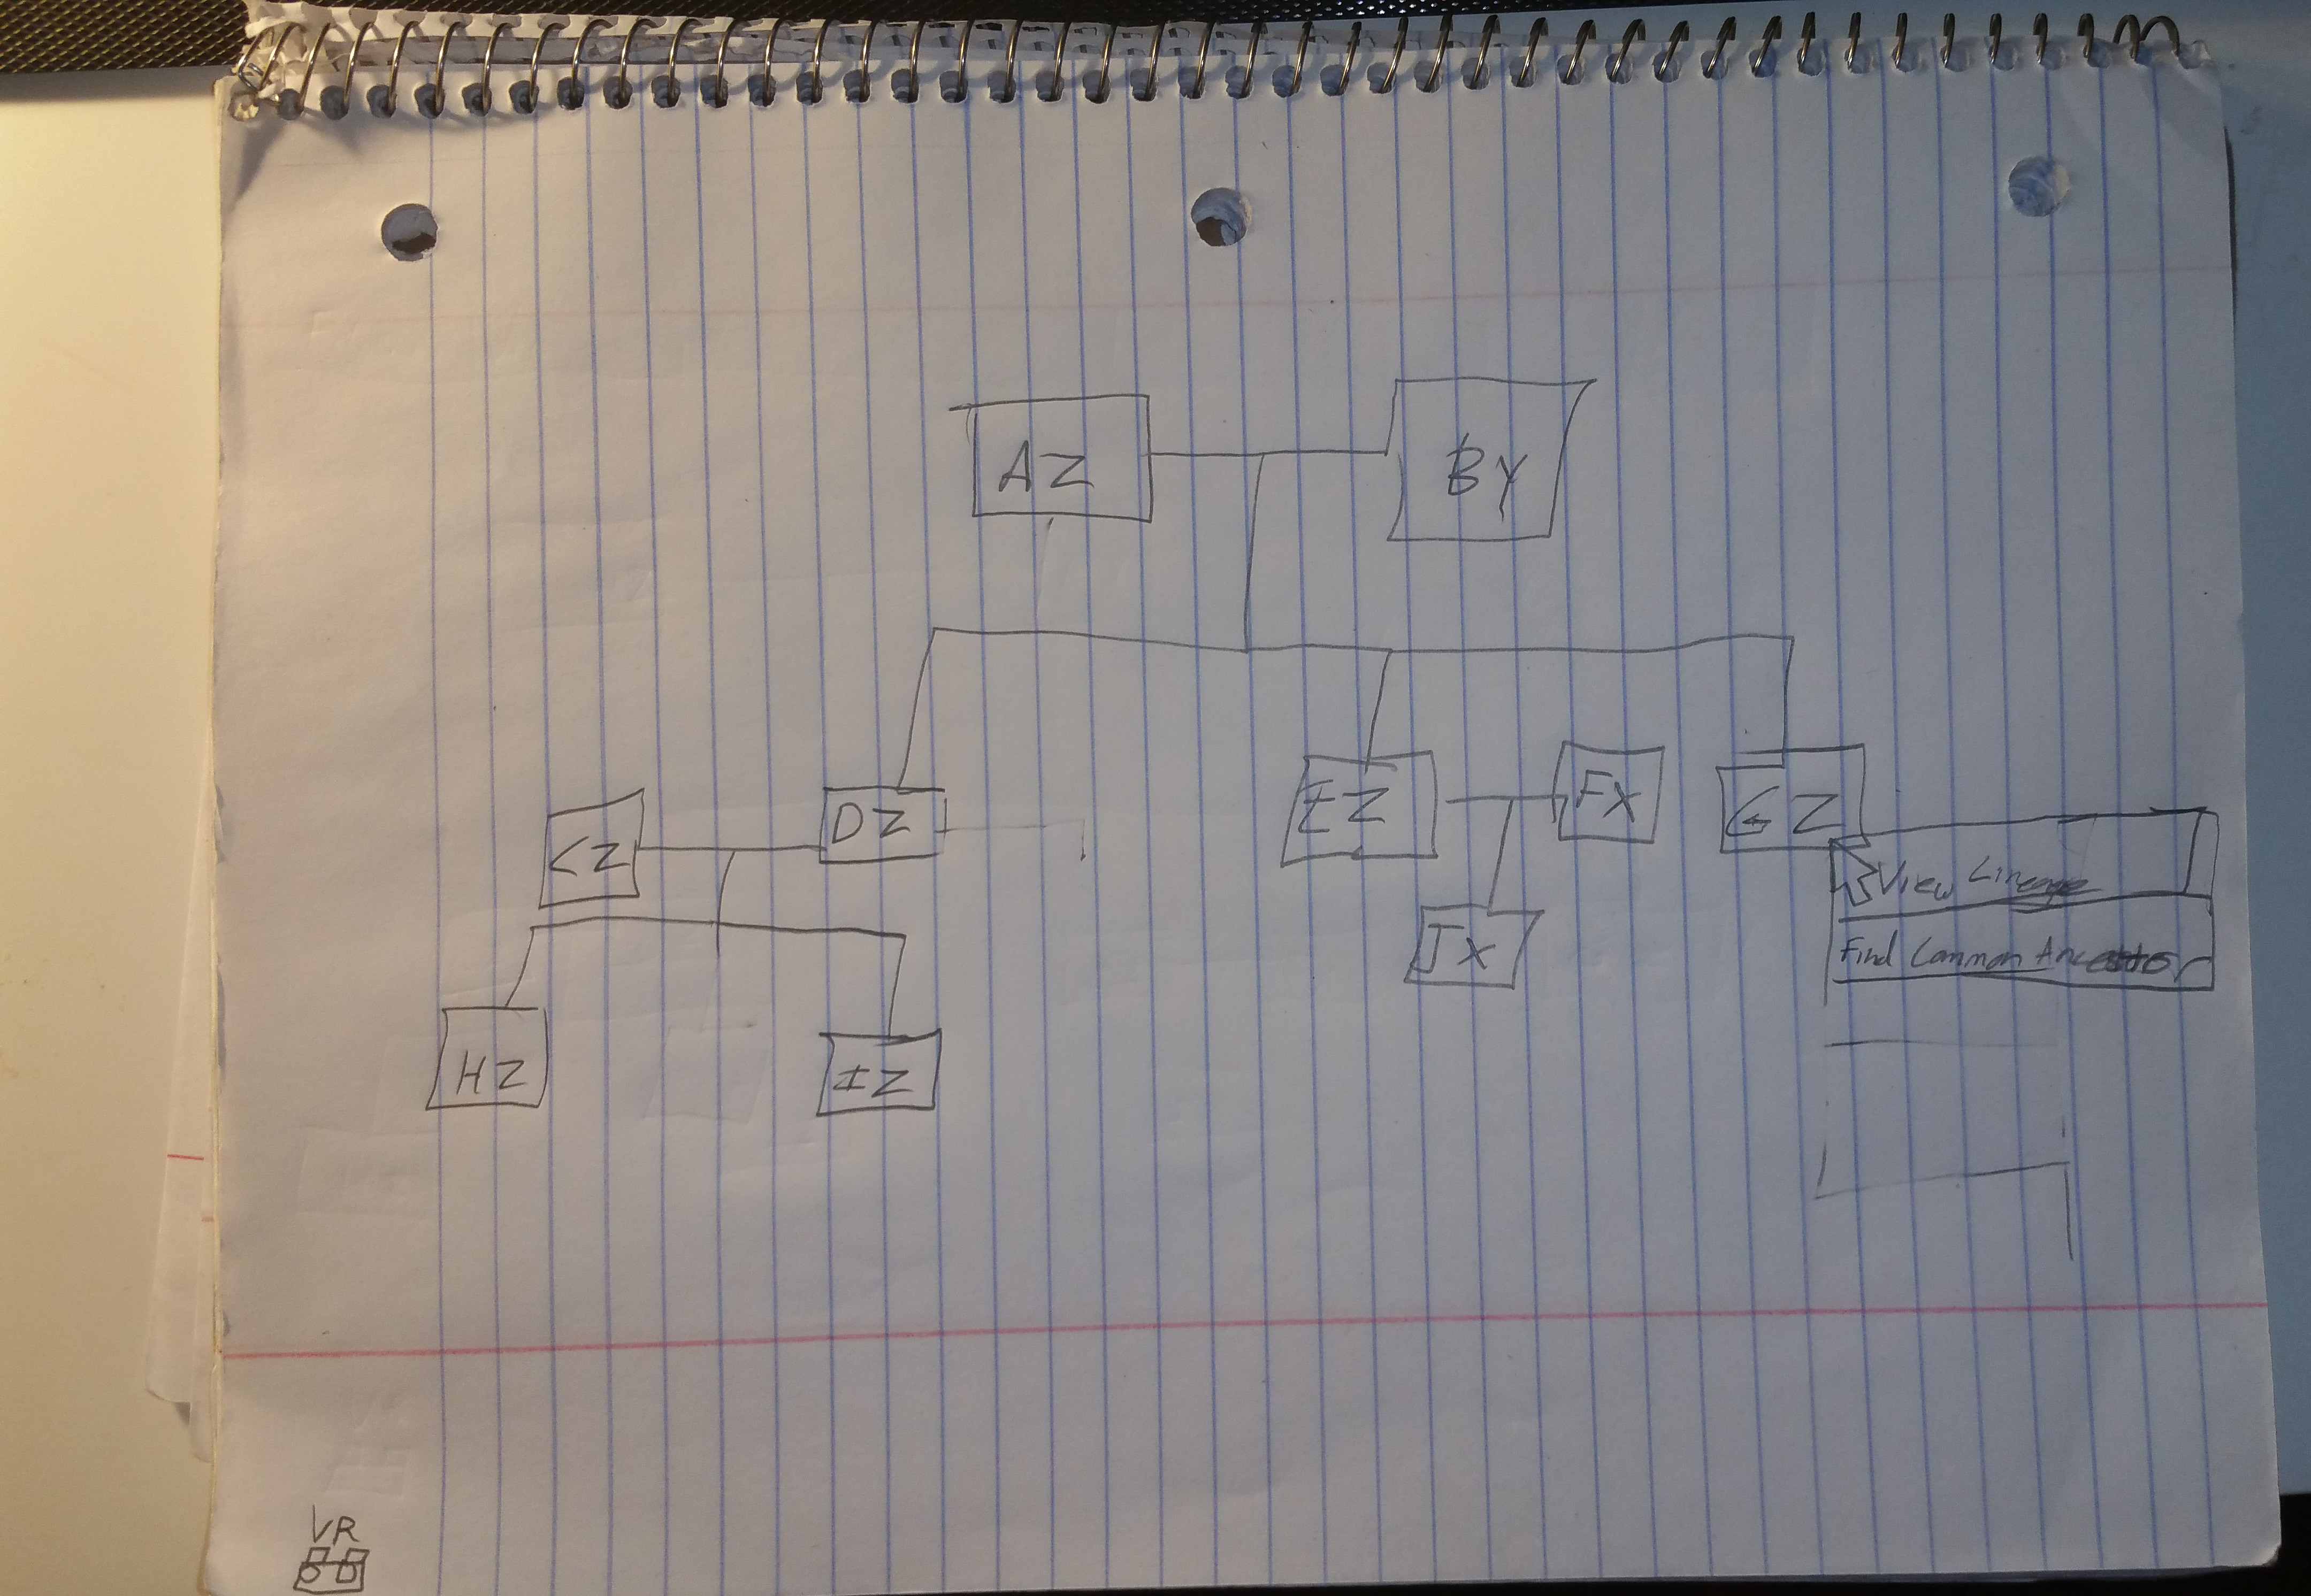 AZ
BY
CZ
DZ
EZ
FX
GZ
View Lineage
JX
Find Common Ancestor
HZ
IZ
VR